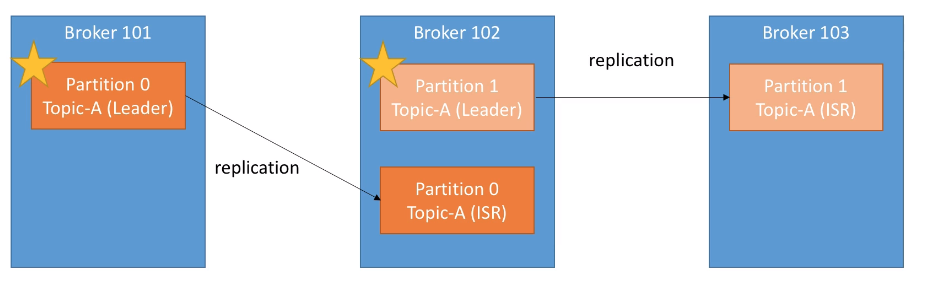 Broker 101
Partition 0
Topic-A (Leader)
replication
Broker 102
Partition 1
Topic-A (Leader)
Partition 0
Topic-A (ISR)
replication
Broker 103
Partition 1
Topic-A (ISR)